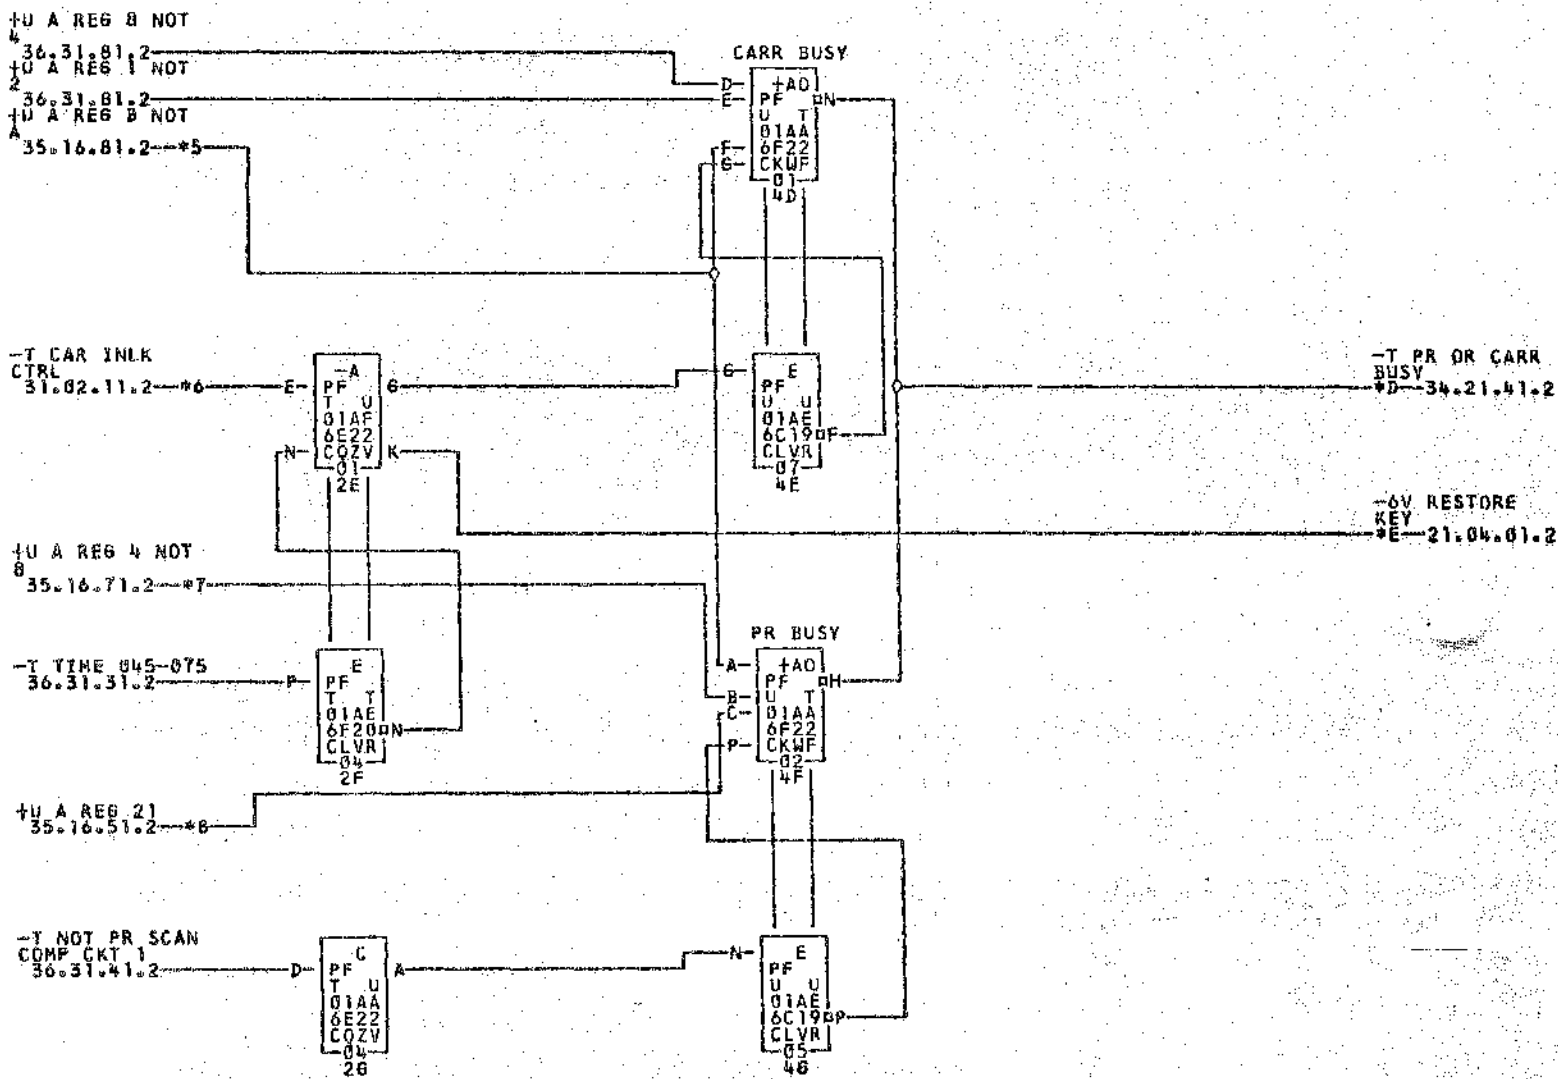 +U A REG 8 NOT
4
36.31.81.2
+U A REG 1 NOT
2
36.31.81.2
+U A REG B NOT
A
35.16.81.2 *5
CARR BUSY
D +AO
E PF N
U T
01AA
F 6F22
G CKWF
01
4D
-T CAR INLK
CTRL
31.02.11.2 *6
-A
E PF G
T U
01AF
6E22
N CQZV K
01
2E
G E
PF
U U
01AE
6C19 F
CLVR
07
4E
-T PR OR CARR
BUSY
*D 34.21.41.2
-6V RESTORE
KEY
*E 21.04.01.2
+U A REG 4 NOT
8
35.16.71.2 *7
-T TIME 045-075
36.31.31.2
E
P PF
T T
01AE
6F20 N
CLVR
04
2F
PR BUSY
A +AO
PF H
B U T
C 01AA
6F22
P CKWF
02
4F
+U A REG 21
35.16.51.2 *8
-T NOT PR SCAN
COMP CKT 1
36.31.41.2
C
D PF A
T U
01AA
6E22
CQZV
04
2G
N E
PF
U U
01AE
6C19 P
CLVR
05
4G